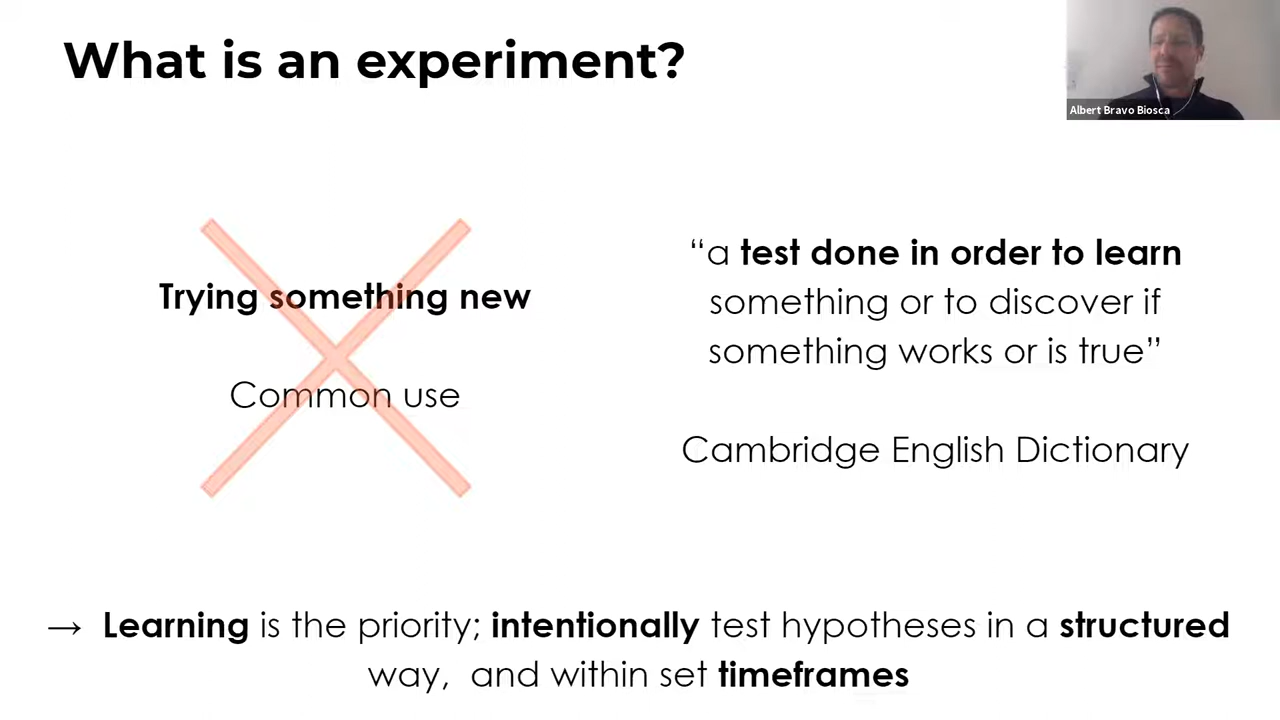 What is an experiment?
Albert Bravo Biosca
Trying something new
Common use
“a test done in order to learn
something or to discover if
something works or is true”
Cambridge English Dictionary
→ Learning is the priority; intentionally test hypotheses in a structured
way, and within set timeframes